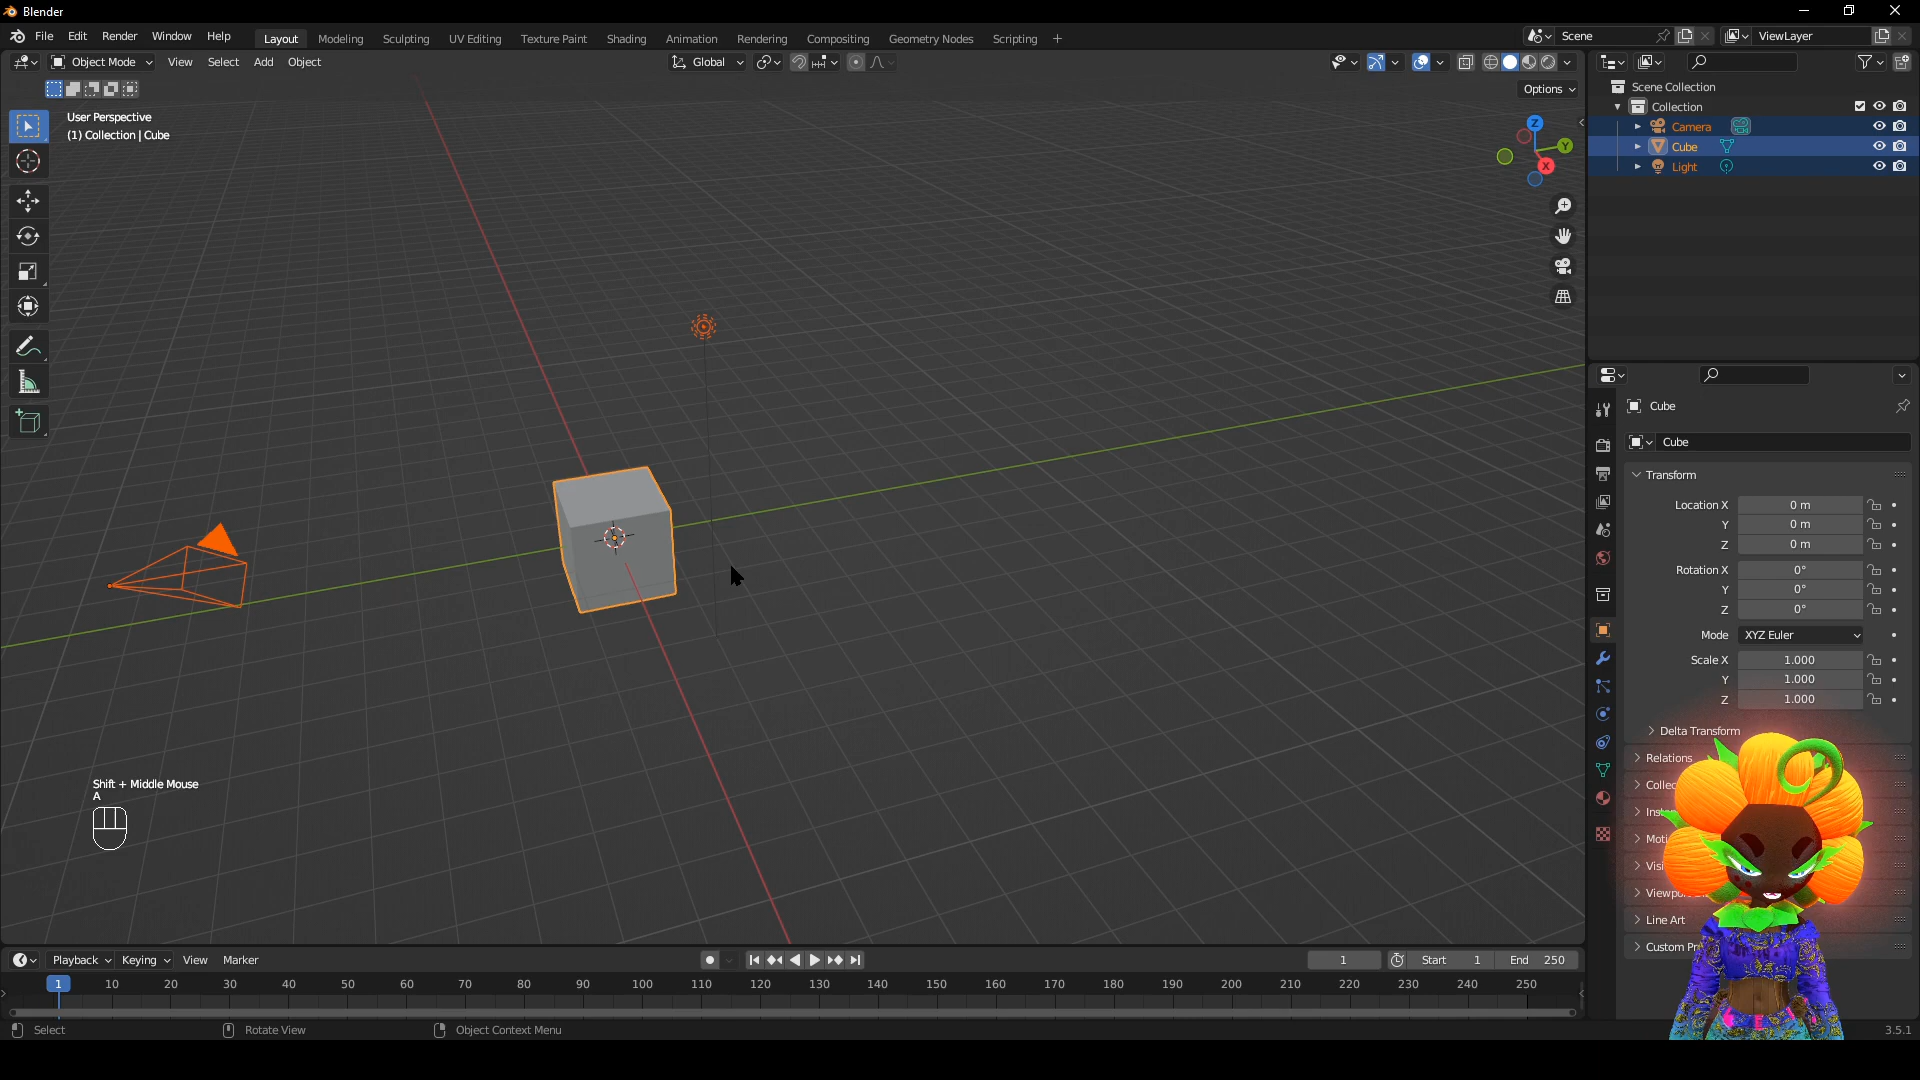 Blender
File Edit Render Window Help
Layout Modeling Sculpting UV Editing Texture Paint Shading Animation Rendering Compositing Geometry Nodes Scripting +
Scene
ViewLayer
Object Mode View Select Add Object
Global
Options
User Perspective
(1) Collection | Cube
Z
Y
X
Scene Collection
Collection
Camera
Cube
Light
Cube
Cube
Transform
Location X 0 m
Y 0 m
Z 0 m
Rotation X 0°
Y 0°
Z 0°
Mode XYZ Euler
Scale X 1.000
Y 1.000
Z 1.000
Delta Transform
Relations
Collec
Inst
Moti
Visi
Viewpo
Line Art
Custom Pr
Shift + Middle Mouse
A
Playback Keying View Marker
1 Start 1 End 250
1 10 20 30 40 50 60 70 80 90 100 110 120 130 140 150 160 170 180 190 200 210 220 230 240 250
Select Rotate View Object Context Menu
3.5.1